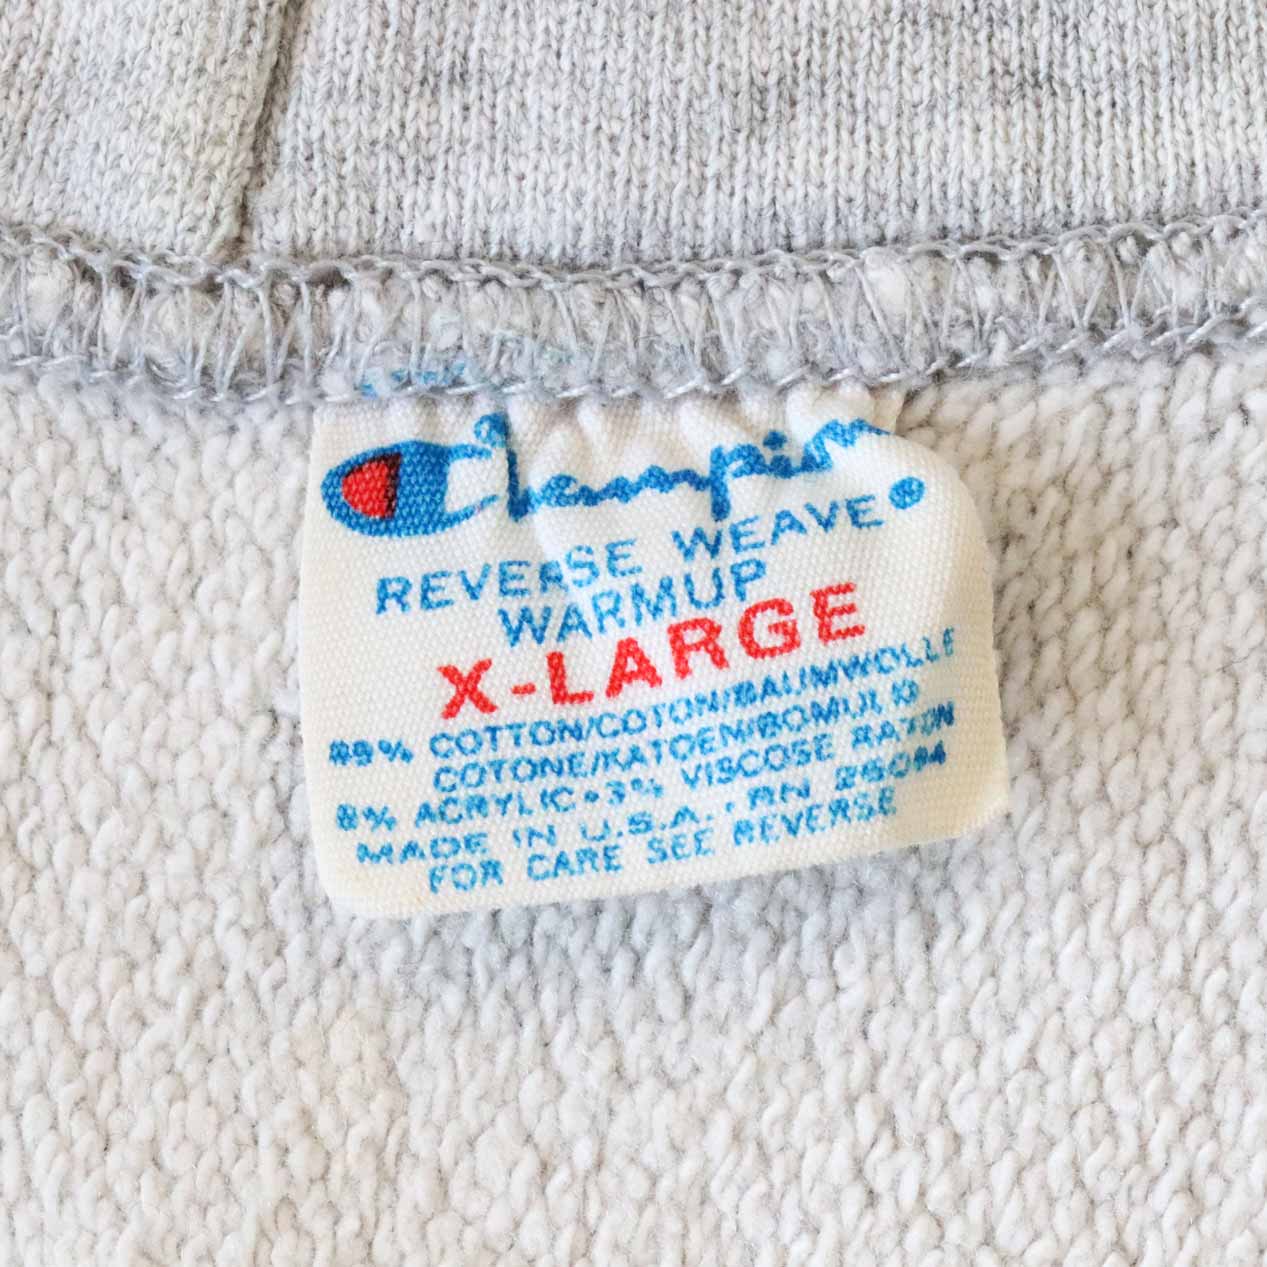 Champion
REVERSE WEAVE
WARMUP
X-LARGE
89% COTTON/COTON/BAUMWOLLE
COTONE/KATOEN/BOMULD
8% ACRYLIC • 3% VISCOSE RAYON
MADE IN U.S.A. • RN 26094
FOR CARE SEE REVERSE